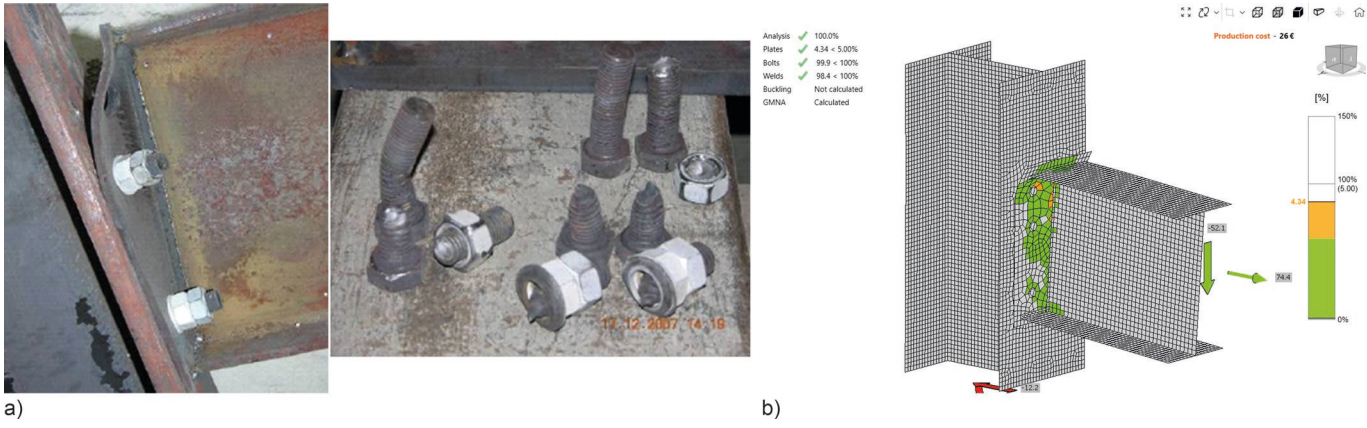 Production cost - 26 €
Analysis 100.0%
Plates 4.34 < 5.00%
Bolts 99.9 < 100%
Welds 98.4 < 100%
Buckling Not calculated
GMNA Calculated
[%]
150%
100%
(5.00)
4.34
0%
-52.1
74.4
-12.2
17.12.2007 14:19
a)
b)